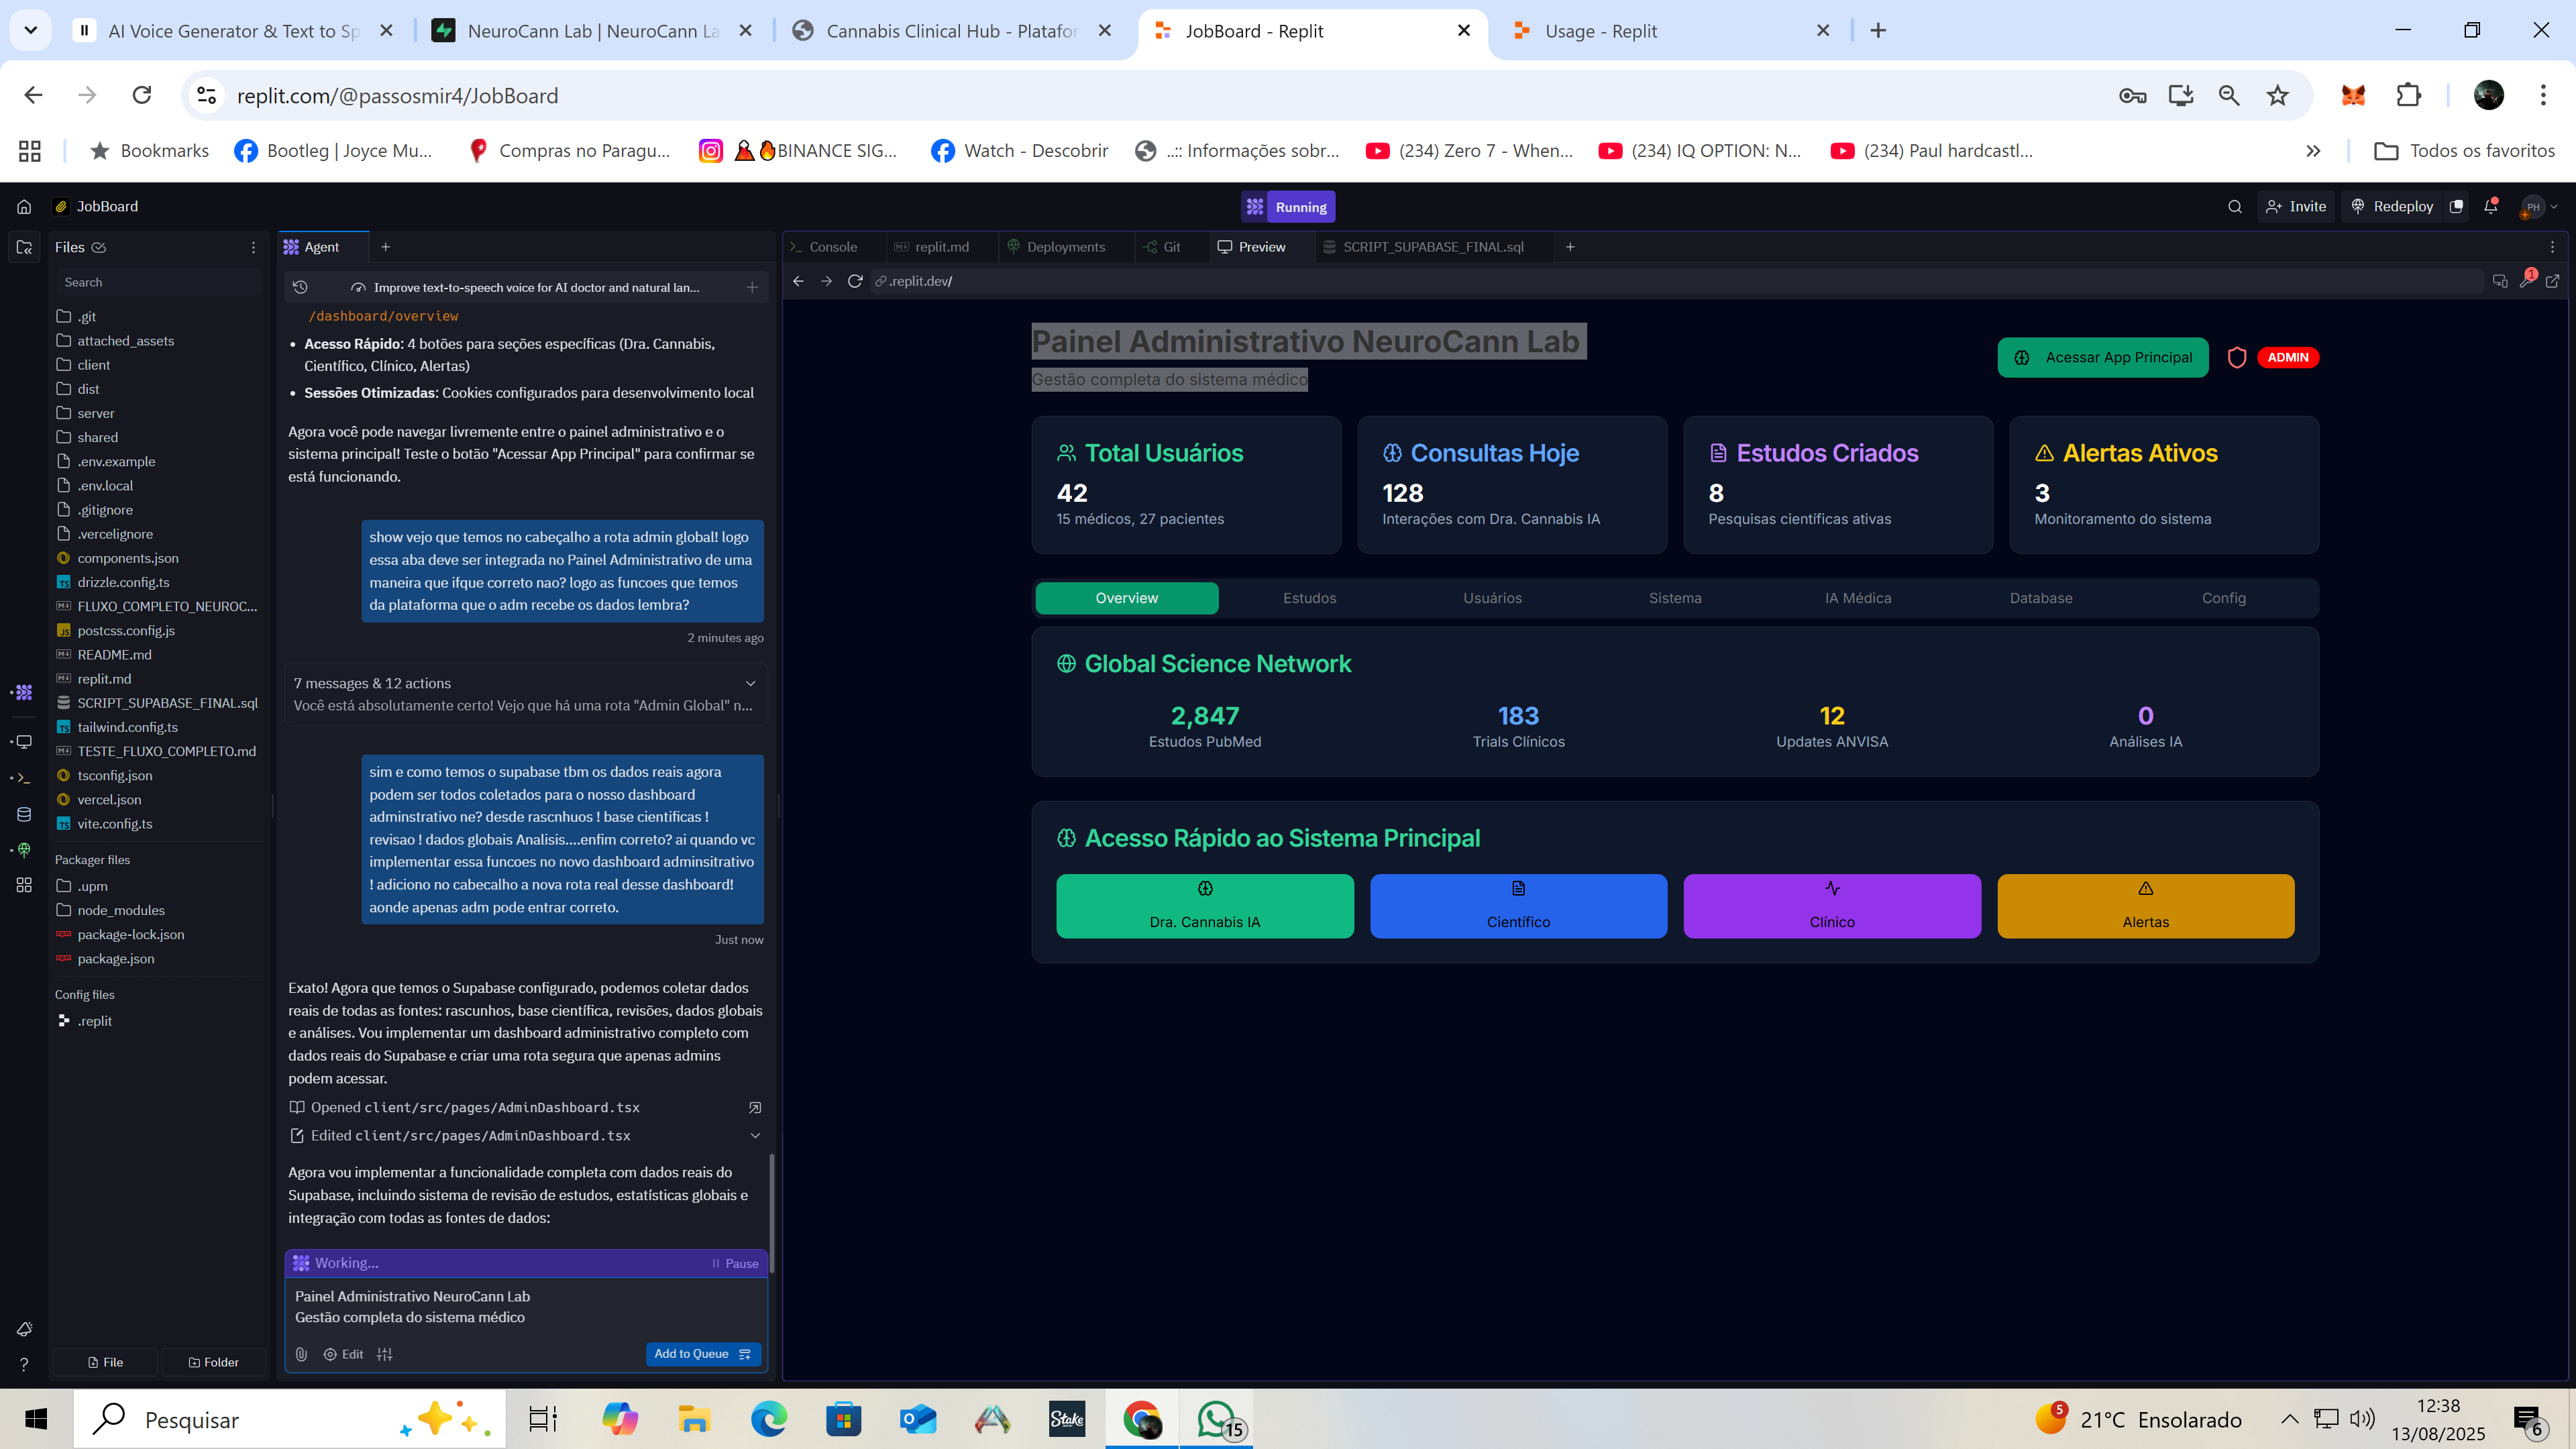 AI Voice Generator & Text to Sp
NeuroCann Lab | NeuroCann La
Cannabis Clinical Hub - Platafor
JobBoard - Replit
Usage - Replit
replit.com/@passosmir4/JobBoard
Bookmarks
Bootleg | Joyce Mu...
Compras no Paragu...
BINANCE SIG...
Watch - Descobrir
..:: Informações sobr...
(234) Zero 7 - When...
(234) IQ OPTION: N...
(234) Paul hardcastl...
Todos os favoritos
JobBoard
Running
Invite
Redeploy
PH
Files
Search
.git
attached_assets
client
dist
server
shared
.env.example
.env.local
.gitignore
.vercelignore
components.json
drizzle.config.ts
FLUXO_COMPLETO_NEUROC...
postcss.config.js
README.md
replit.md
SCRIPT_SUPABASE_FINAL.sql
tailwind.config.ts
TESTE_FLUXO_COMPLETO.md
tsconfig.json
vercel.json
vite.config.ts
Packager files
.upm
node_modules
package-lock.json
package.json
Config files
.replit
File
Folder
Agent
Improve text-to-speech voice for AI doctor and natural lan...
/dashboard/overview
• Acesso Rápido: 4 botões para seções específicas (Dra. Cannabis,
Científico, Clínico, Alertas)
• Sessões Otimizadas: Cookies configurados para desenvolvimento local
Agora você pode navegar livremente entre o painel administrativo e o
sistema principal! Teste o botão "Acessar App Principal" para confirmar se
está funcionando.
show vejo que temos no cabeçalho a rota admin global! logo
essa aba deve ser integrada no Painel Administrativo de uma
maneira que ifque correto nao? logo as funcoes que temos
da plataforma que o adm recebe os dados lembra?
2 minutes ago
7 messages & 12 actions
Você está absolutamente certo! Vejo que há uma rota "Admin Global" n...
sim e como temos o supabase tbm os dados reais agora
podem ser todos coletados para o nosso dashboard
adminstrativo ne? desde rascnhuos ! base cientificas !
revisao ! dados globais Analisis....enfim correto? ai quando vc
implementar essa funcoes no novo dashboard adminsitrativo
! adiciono no cabecalho a nova rota real desse dashboard!
aonde apenas adm pode entrar correto.
Just now
Exato! Agora que temos o Supabase configurado, podemos coletar dados
reais de todas as fontes: rascunhos, base científica, revisões, dados globais
e análises. Vou implementar um dashboard administrativo completo com
dados reais do Supabase e criar uma rota segura que apenas admins
podem acessar.
Opened client/src/pages/AdminDashboard.tsx
Edited client/src/pages/AdminDashboard.tsx
Agora vou implementar a funcionalidade completa com dados reais do
Supabase, incluindo sistema de revisão de estudos, estatísticas globais e
integração com todas as fontes de dados:
Working...
Pause
Painel Administrativo NeuroCann Lab
Gestão completa do sistema médico
Edit
Add to Queue
Console
replit.md
Deployments
Git
Preview
SCRIPT_SUPABASE_FINAL.sql
.replit.dev/
1
Painel Administrativo NeuroCann Lab
Gestão completa do sistema médico
Acessar App Principal
ADMIN
Total Usuários
42
15 médicos, 27 pacientes
Consultas Hoje
128
Interações com Dra. Cannabis IA
Estudos Criados
8
Pesquisas científicas ativas
Alertas Ativos
3
Monitoramento do sistema
Overview
Estudos
Usuários
Sistema
IA Médica
Database
Config
Global Science Network
2,847
Estudos PubMed
183
Trials Clínicos
12
Updates ANVISA
0
Análises IA
Acesso Rápido ao Sistema Principal
Dra. Cannabis IA
Científico
Clínico
Alertas
Pesquisar
Stake
15
5
21°C Ensolarado
12:38
13/08/2025
6